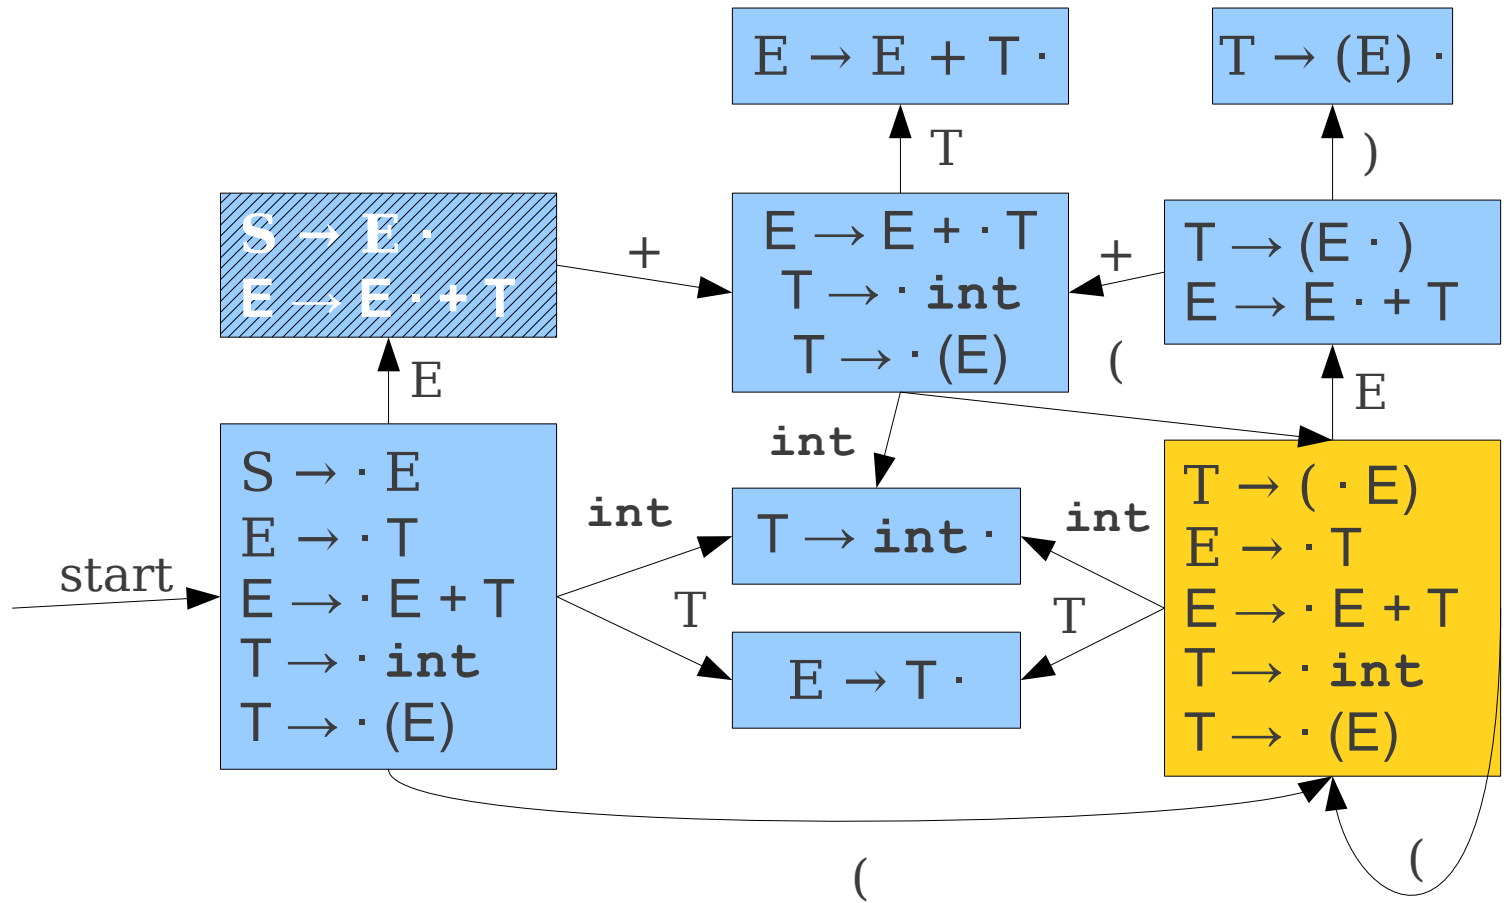 E → E + T ·
T → (E) ·
T
)
S → E ·
E → E · + T
+
E → E + · T
T → · int
T → · (E)
+
T → (E · )
E → E · + T
E
(
E
int
S → · E
E → · T
E → · E + T
T → · int
T → · (E)
start
int
T
T → int ·
E → T ·
int
T
T → ( · E)
E → · T
E → · E + T
T → · int
T → · (E)
(
(